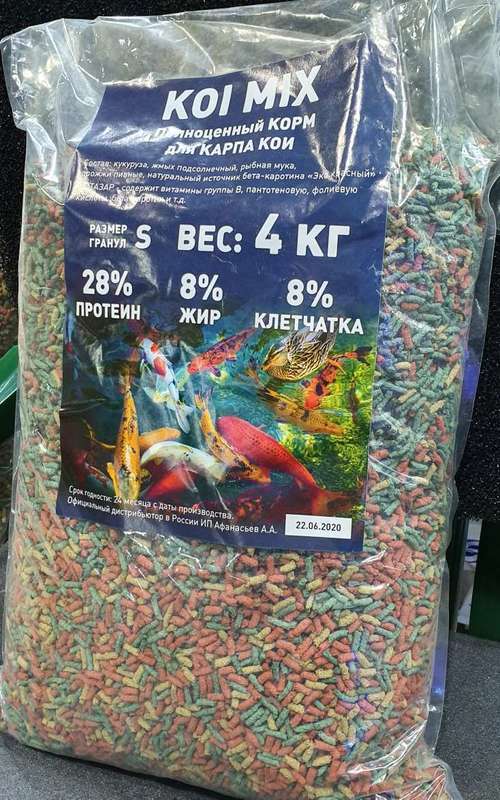 KOI MIX
Полноценный КОРМ
для КАРПА КОИ
Состав: кукуруза, жмых подсолнечный, рыбная мука,
дрожжи пивные, натуральный источник бета-каротина «Экокрасный»
содержит витамины группы В, пантотеновую, фолиевую
и т.д.
РАЗМЕР
ГРАНУЛ S ВЕС: 4 КГ
28% 8% 8%
ПРОТЕИН ЖИР КЛЕТЧАТКА
Срок годности: 24 месяца с даты производства.
Официальный дистрибьютор в России ИП Афанасьев А.А.
22.06.2020